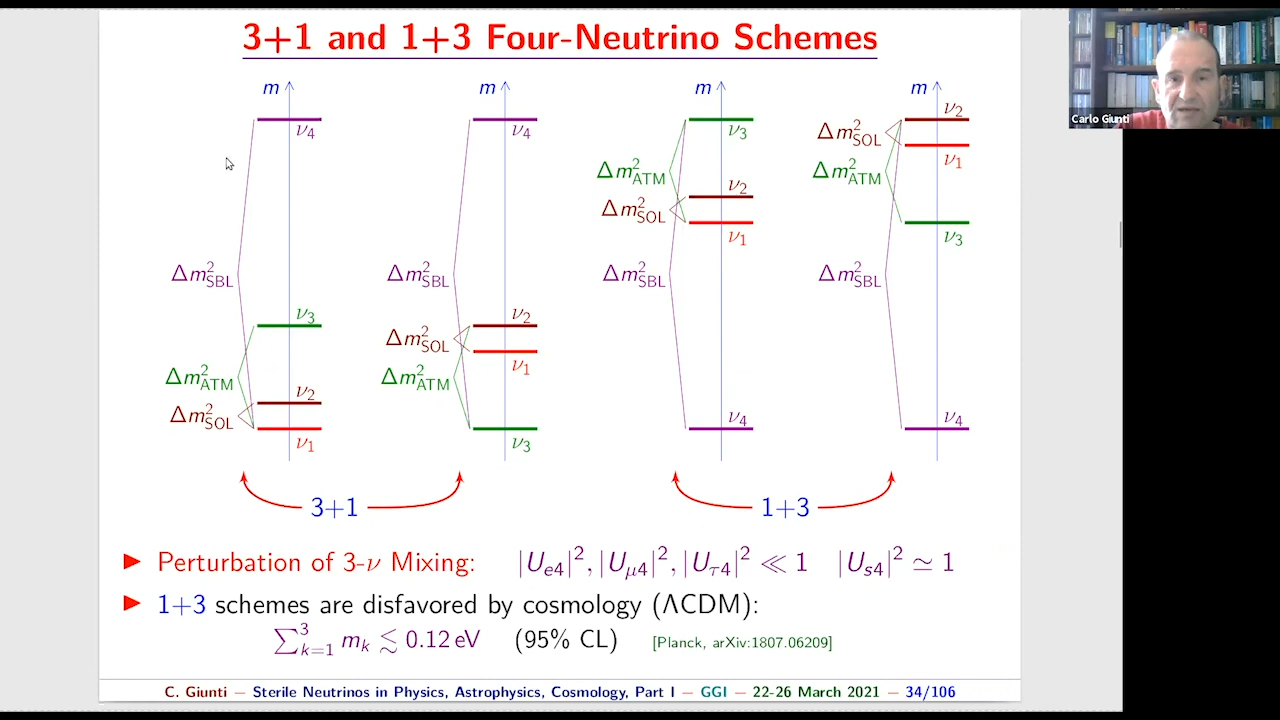 3+1 and 1+3 Four-Neutrino Schemes
m
ν4
Δm²SBL
ν3
Δm²ATM
ν2
Δm²SOL
ν1
m
ν4
Δm²SBL
ν2
Δm²SOL
ν1
Δm²ATM
ν3
m
ν3
Δm²ATM
ν2
Δm²SOL
ν1
Δm²SBL
ν4
m
ν2
Δm²SOL
ν1
Δm²ATM
ν3
Δm²SBL
ν4
3+1
1+3
Perturbation of 3-ν Mixing: |Ue4|², |Uμ4|², |Uτ4|² ≪ 1 |Us4|² ≃ 1
1+3 schemes are disfavored by cosmology (ΛCDM):
∑³k=1 mk ≲ 0.12 eV (95% CL) [Planck, arXiv:1807.06209]
C. Giunti − Sterile Neutrinos in Physics, Astrophysics, Cosmology, Part I − GGI − 22-26 March 2021 − 34/106
Carlo Giunti